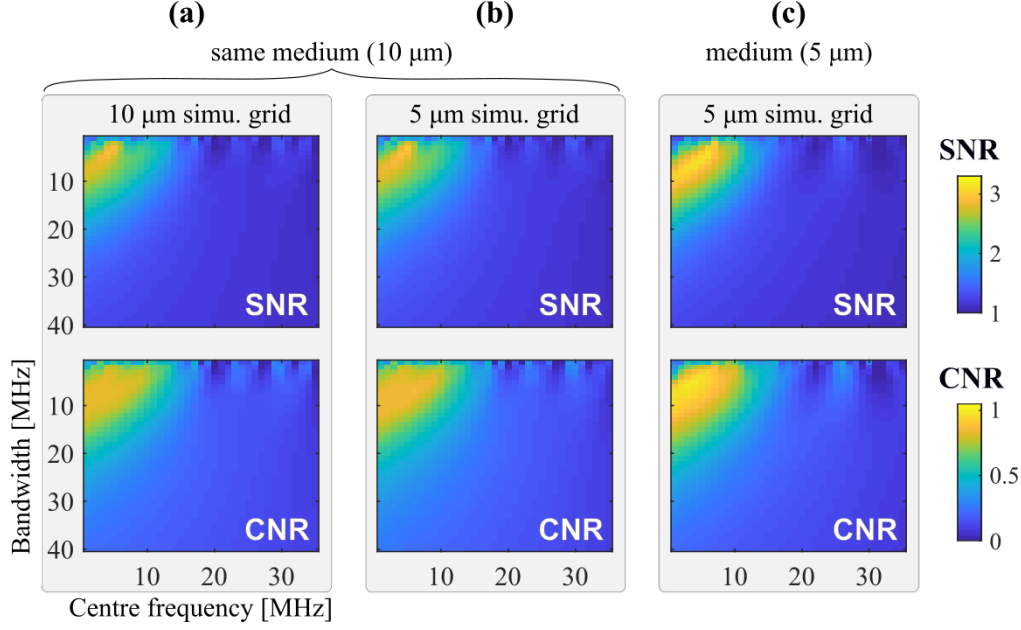 (a) (b) (c)
same medium (10 μm) medium (5 μm)
10 μm simu. grid 5 μm simu. grid 5 μm simu. grid
SNR
10
20
30
40
SNR SNR SNR
3
2
1
CNR
Bandwidth [MHz]
10
20
30
40
CNR CNR CNR
1
0.5
0
10 20 30 10 20 30 10 20 30
Centre frequency [MHz]